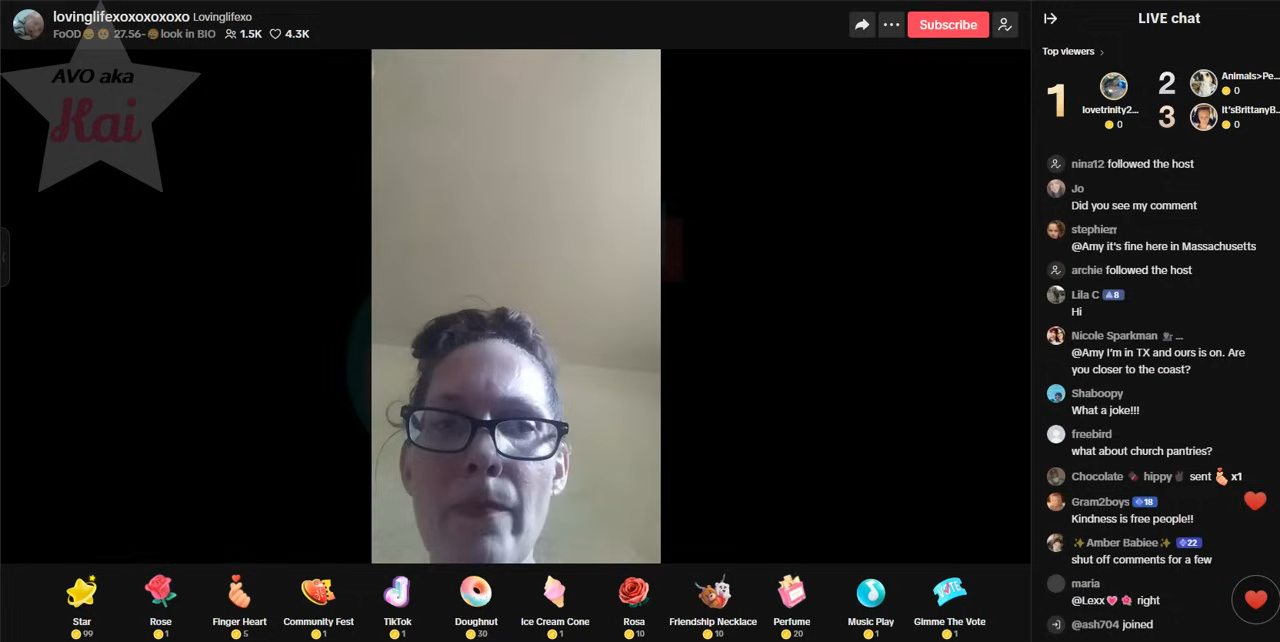 lovinglifexoxoxoxoxo Lovinglifexo
FoOD 27.56- look in BIO 1.5K 4.3K
Subscribe
AVO aka
Kai
LIVE chat
Top viewers
1
lovetrinity2...
0
2
Animals>Pe...
0
3
It'sBrittanyB...
0
nina12 followed the host
Jo
Did you see my comment
stephierr
@Amy it's fine here in Massachusetts
archie followed the host
Lila C 8
Hi
Nicole Sparkman ...
@Amy I'm in TX and ours is on. Are
you closer to the coast?
Shaboopy
What a joke!!!
freebird
what about church pantries?
Chocolate hippy sent x1
Gram2boys 18
Kindness is free people!!
Amber Babiee 22
shut off comments for a few
maria
@Lexx right
@ash704 joined
Star
99
Rose
1
Finger Heart
5
Community Fest
1
TikTok
1
Doughnut
30
Ice Cream Cone
1
Rosa
10
Friendship Necklace
10
Perfume
20
Music Play
1
VOTE
Gimme The Vote
1